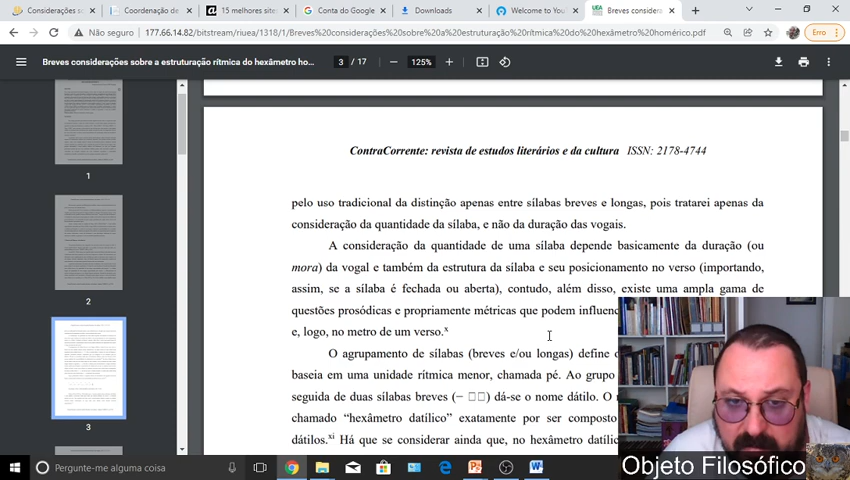 Considerações s
Coordenação de
15 melhores site
Conta do Google
Downloads
Welcome to You
Breves considera
Não seguro
177.66.14.82/bitstream/riuea/1318/1/Breves%20considerações%20sobre%20a%20estruturação%20rítmica%20do%20hexâmetro%20homérico.pdf
Erro
Breves considerações sobre a estruturação rítmica do hexâmetro ho...
3 / 17
125%
1
2
3
ContraCorrente: revista de estudos literários e da cultura ISSN: 2178-4744
pelo uso tradicional da distinção apenas entre sílabas breves e longas, pois tratarei apenas da
consideração da quantidade da sílaba, e não da duração das vogais.
A consideração da quantidade de uma sílaba depende basicamente da duração (ou
mora) da vogal e também da estrutura da sílaba e seu posicionamento no verso (importando,
assim, se a sílaba é fechada ou aberta), contudo, além disso, existe uma ampla gama de
questões prosódicas e propriamente métricas que podem influenc
e, logo, no metro de um verso.x
O agrupamento de sílabas (breves e/ou longas) define o
baseia em uma unidade rítmica menor, chamada pé. Ao grupo
seguida de duas sílabas breves (− □□) dá-se o nome dátilo. O
chamado “hexâmetro datílico” exatamente por ser composto
dátilos.xi Há que se considerar ainda que, no hexâmetro datílic
Pergunte-me alguma coisa
Objeto Filosófico